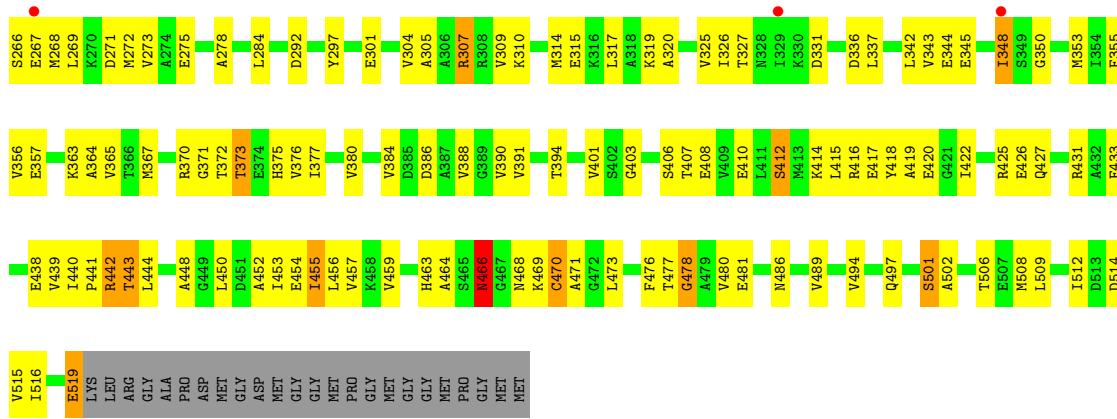 S266 E267 M268 L269 K270 D271 M272 V273 A274 E275 A278 L284 D292 Y297 E301 V304 A305 A306 R307 R308 V309 K310 M314 E315 K316 L317 A318 K319 A320 V325 I326 T327 N328 I329 K330 D331 D336 L337 L342 V343 E344 E345 I348 S349 G350 M353 I354 F355
V356 E357 K363 A364 V365 T366 M367 R370 G371 T372 T373 E374 H375 V376 I377 V380 V384 D385 D386 A387 V388 G389 V390 V391 T394 V401 S402 G403 S406 T407 E408 V409 E410 L411 S412 M413 K414 L415 R416 E417 Y418 A419 E420 G421 I422 R425 E426 Q427 R431 A432 F433
E438 V439 I440 P441 R442 T443 L444 A448 G449 L450 D451 A452 I453 E454 I455 L456 V457 K458 V459 H463 A464 S465 N466 G467 N468 K469 C470 A471 G472 L473 F476 T477 G478 A479 V480 E481 N486 V489 V494 Q497 S501 A502 T506 E507 M508 L509 I512 D513 D514
V515 I516 E519 LYS LEU ARG GLY ALA PRO ASP MET GLY ASP MET GLY GLY MET PRO GLY MET GLY GLY MET PRO GLY MET MET